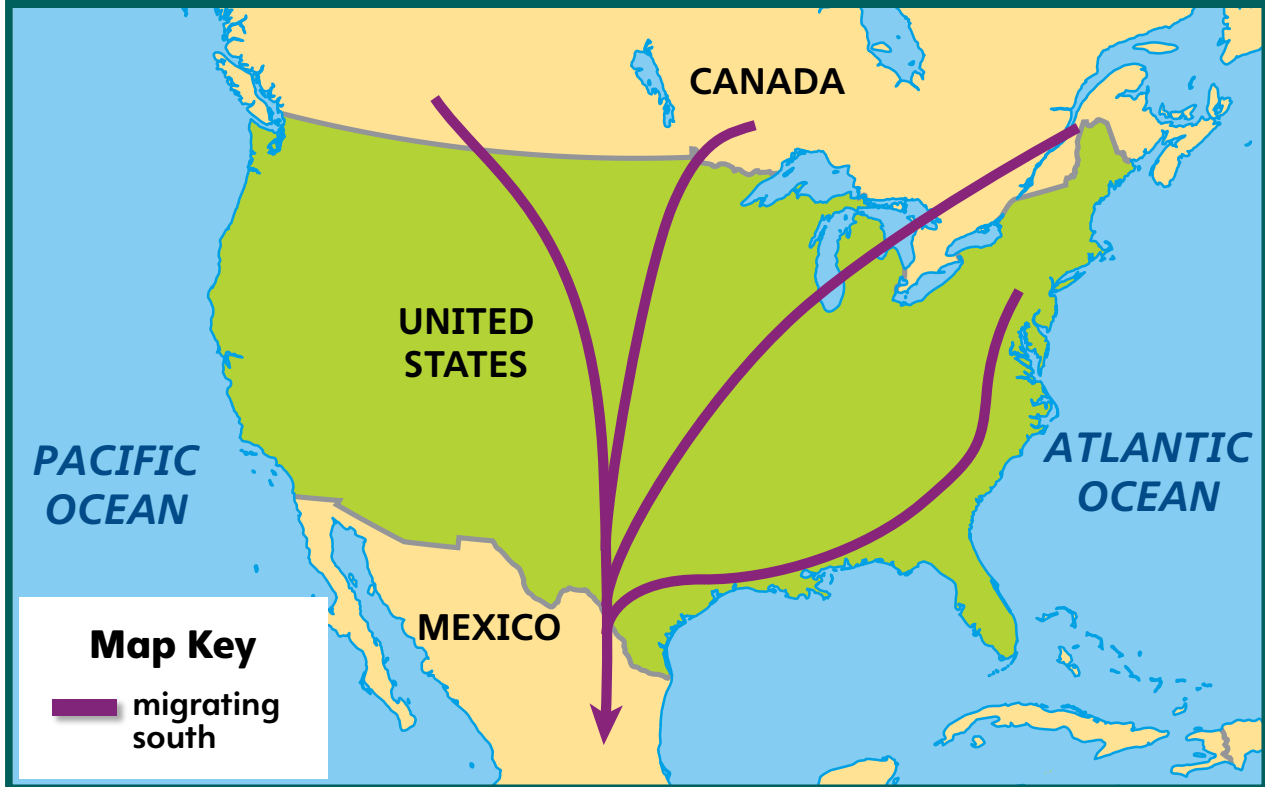 CANADA
UNITED
STATES
PACIFIC
OCEAN
ATLANTIC
OCEAN
MEXICO
Map Key
migrating
south